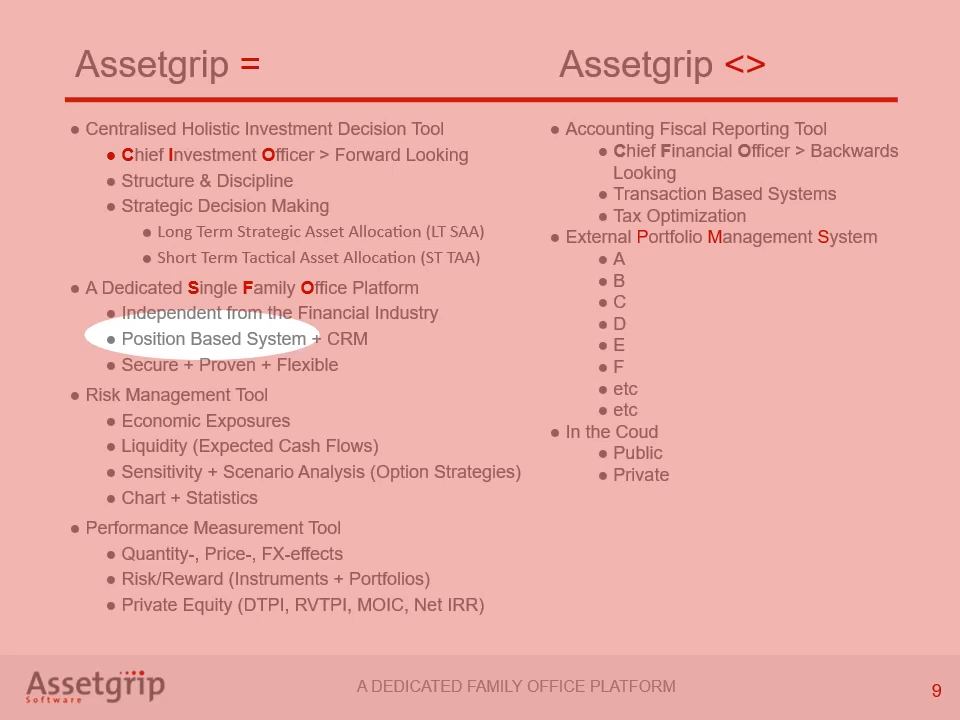 Assetgrip =
● Centralised Holistic Investment Decision Tool
● Chief Investment Officer > Forward Looking
● Structure & Discipline
● Strategic Decision Making
● Long Term Strategic Asset Allocation (LT SAA)
● Short Term Tactical Asset Allocation (ST TAA)
● A Dedicated Single Family Office Platform
● Independent from the Financial Industry
● Position Based System + CRM
● Secure + Proven + Flexible
● Risk Management Tool
● Economic Exposures
● Liquidity (Expected Cash Flows)
● Sensitivity + Scenario Analysis (Option Strategies)
● Chart + Statistics
● Performance Measurement Tool
● Quantity-, Price-, FX-effects
● Risk/Reward (Instruments + Portfolios)
● Private Equity (DTPI, RVTPI, MOIC, Net IRR)
Assetgrip <>
● Accounting Fiscal Reporting Tool
● Chief Financial Officer > Backwards
Looking
● Transaction Based Systems
● Tax Optimization
● External Portfolio Management System
● A
● B
● C
● D
● E
● F
● etc
● etc
● In the Coud
● Public
● Private
Assetgrip
Software
A DEDICATED FAMILY OFFICE PLATFORM
9